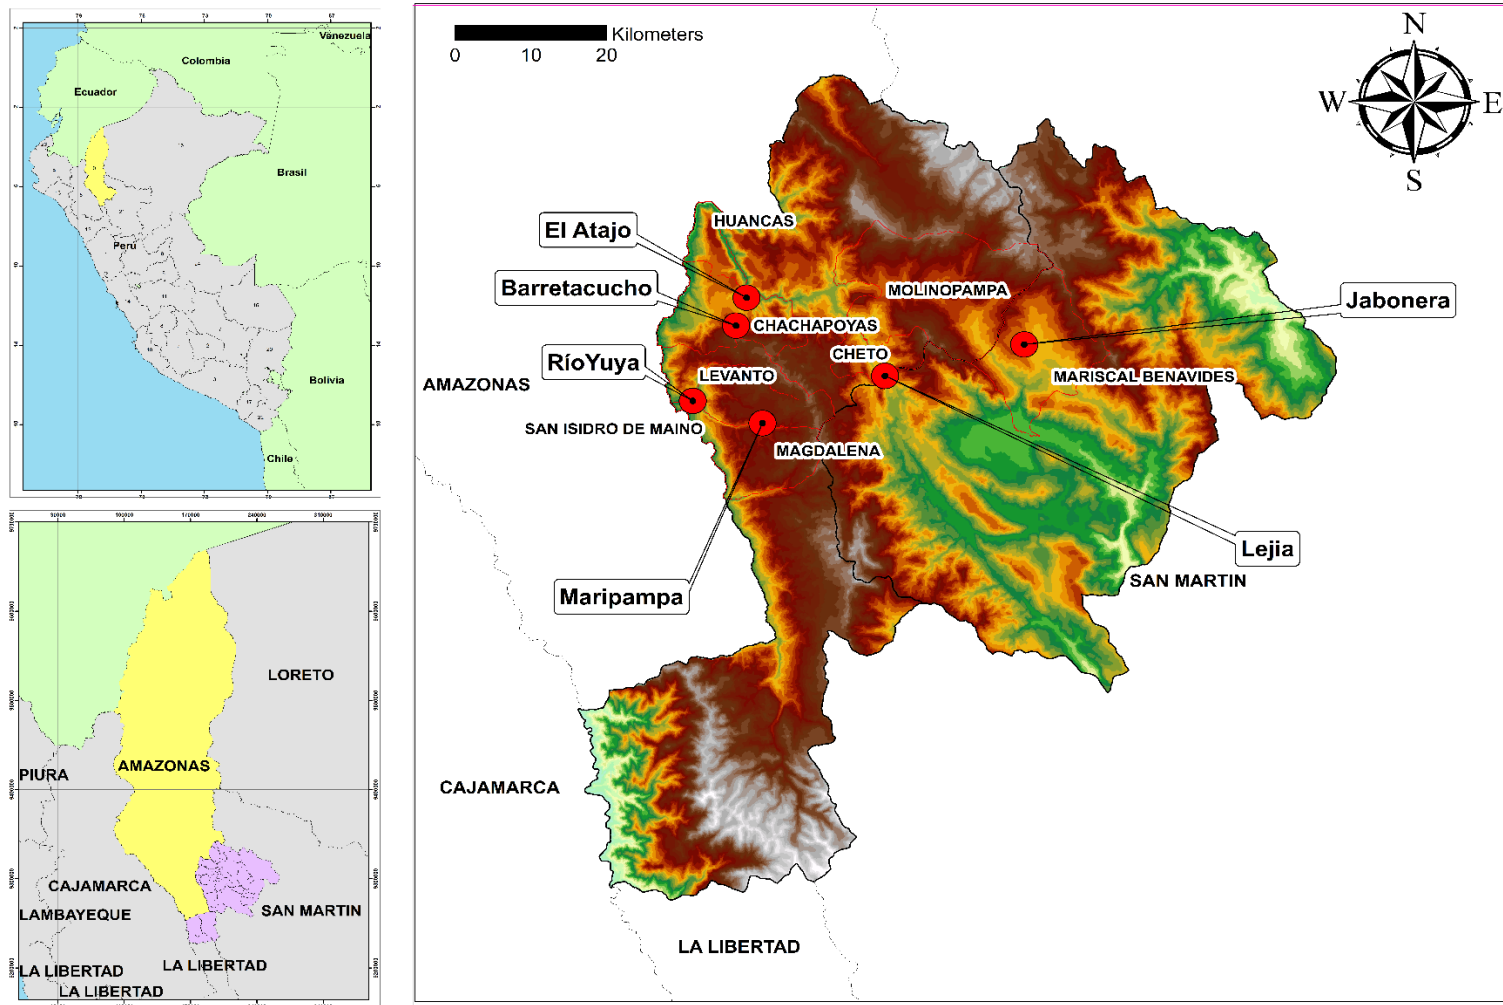 Venezuela
Colombia
Ecuador
Brasil
Perú
Bolivia
Chile
LORETO
PIURA
AMAZONAS
CAJAMARCA
LAMBAYEQUE
SAN MARTIN
LA LIBERTAD
LA LIBERTAD
LA LIBERTAD
Kilometers
0 10 20
N
W E
S
HUANCAS
El Atajo
Barretacucho
MOLINOPAMPA
Jabonera
CHACHAPOYAS
CHETO
RíoYuya
LEVANTO
MARISCAL BENAVIDES
AMAZONAS
SAN ISIDRO DE MAINO
MAGDALENA
Lejia
SAN MARTIN
Maripampa
CAJAMARCA
LA LIBERTAD